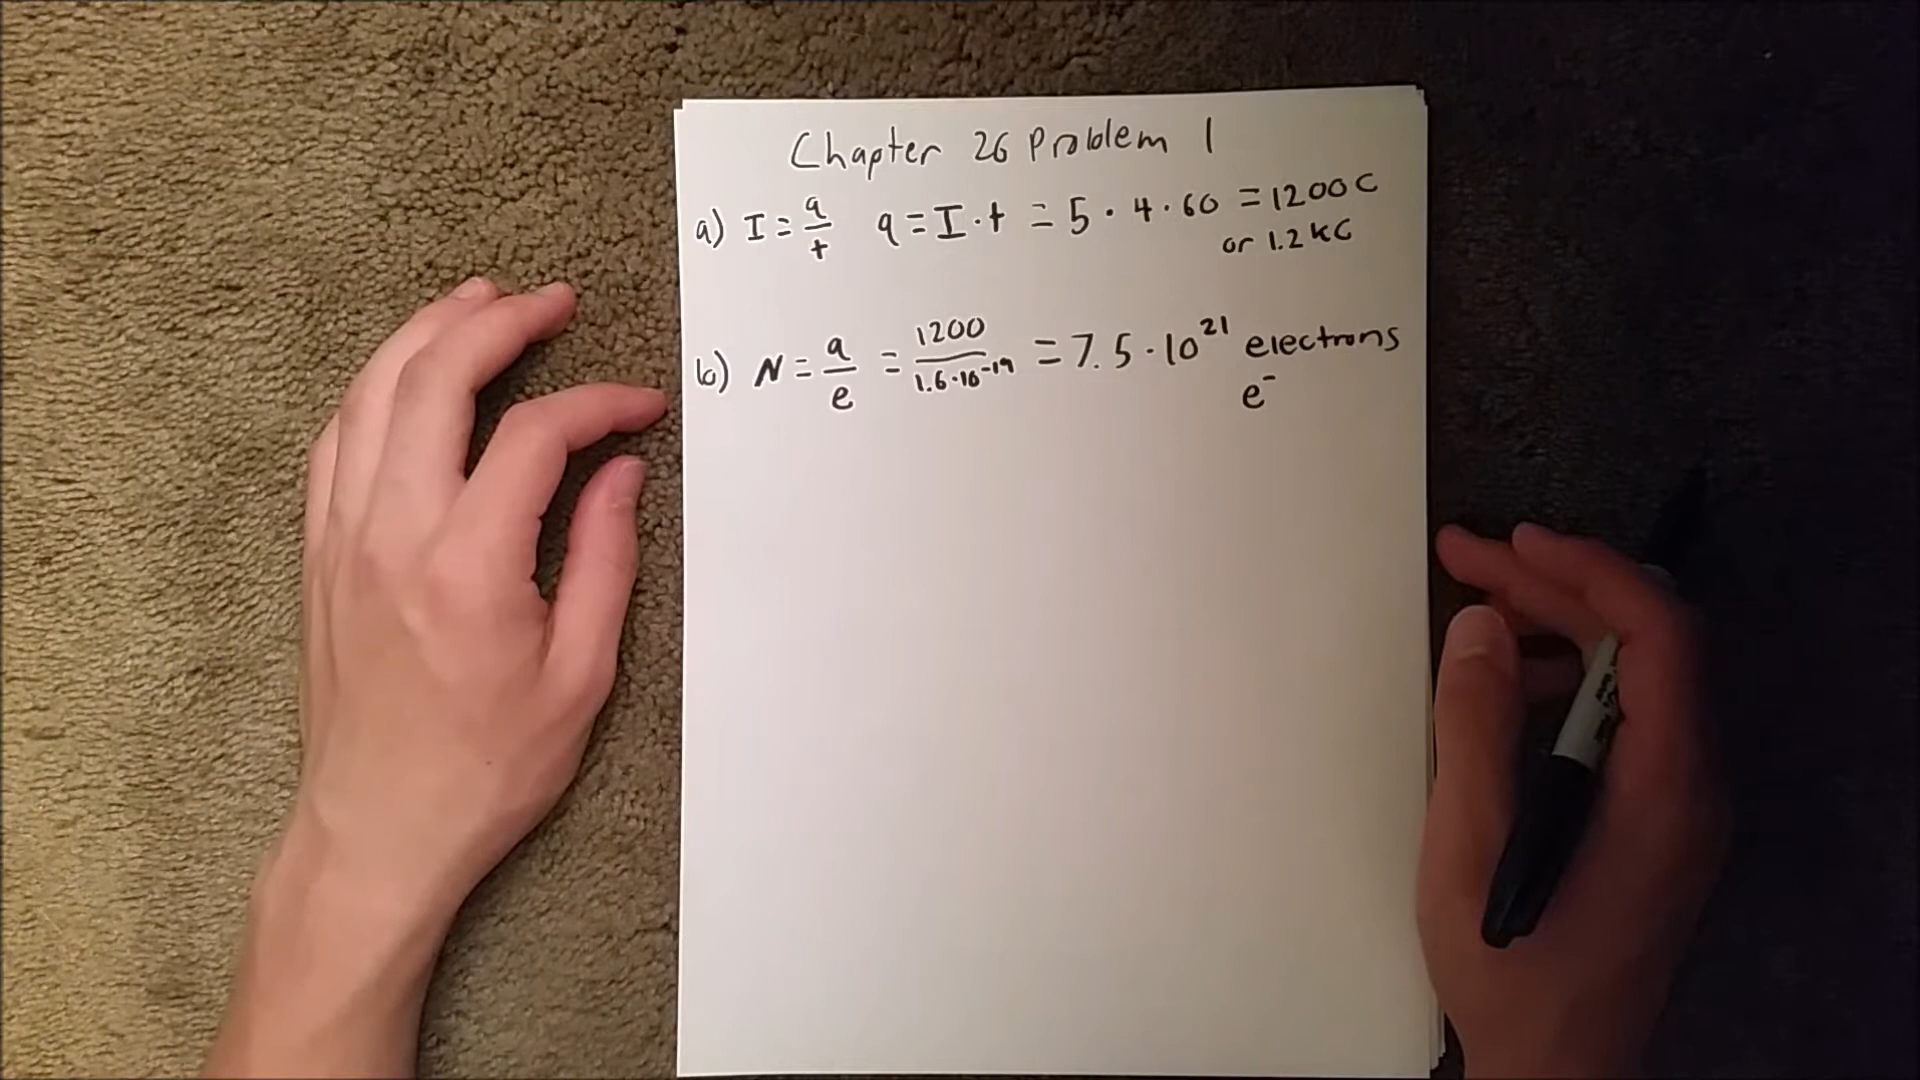 Chapter 26 Problem 1
a) I = q/t q = I · t = 5 · 4 · 60 = 1200 C
or 1.2 kC
b) N = q/e = 1200/1.6·10⁻¹⁹ = 7.5 · 10²¹ electrons
e⁻